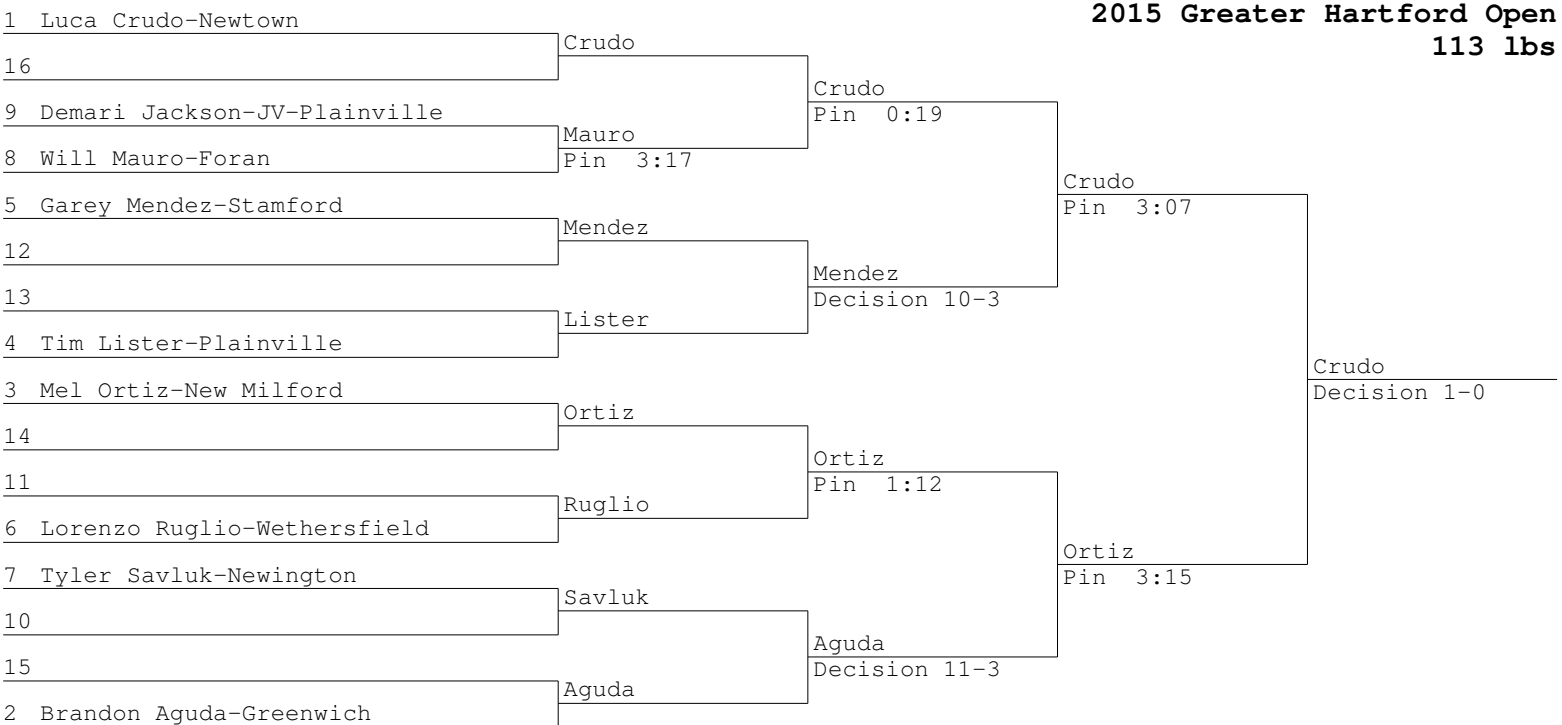 2015 Greater Hartford Open
113 lbs
1 Luca Crudo-Newtown
16
9 Demari Jackson-JV-Plainville
8 Will Mauro-Foran
5 Garey Mendez-Stamford
12
13
4 Tim Lister-Plainville
3 Mel Ortiz-New Milford
14
11
6 Lorenzo Ruglio-Wethersfield
7 Tyler Savluk-Newington
10
15
2 Brandon Aguda-Greenwich
Crudo
Mauro
Pin 3:17
Mendez
Lister
Ortiz
Ruglio
Savluk
Aguda
Crudo
Pin 0:19
Mendez
Decision 10-3
Ortiz
Pin 1:12
Aguda
Decision 11-3
Crudo
Pin 3:07
Ortiz
Pin 3:15
Crudo
Decision 1-0